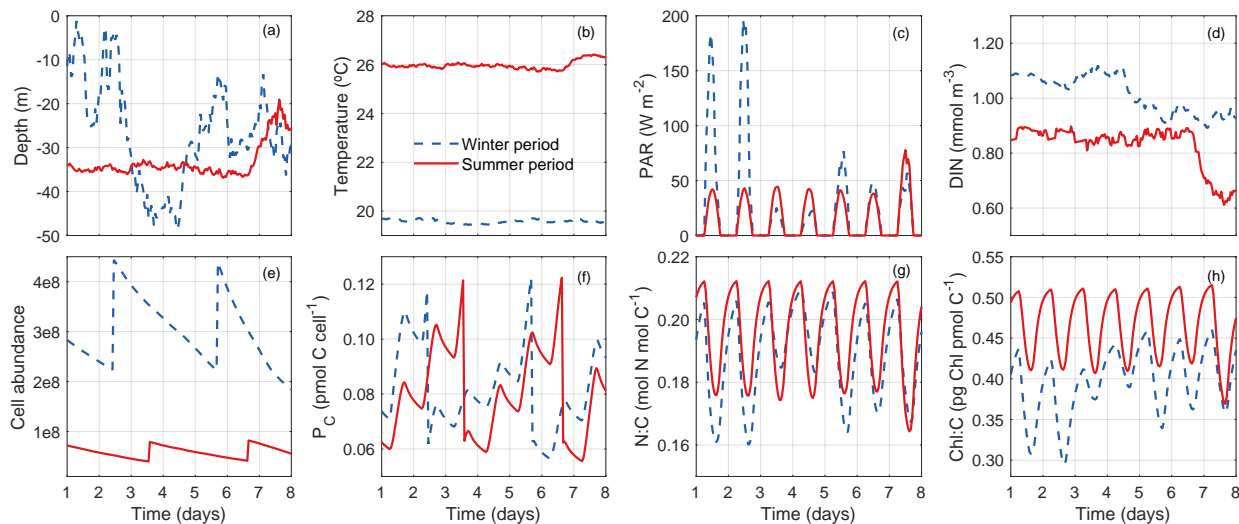 (a)
Depth (m)
-0
-10
-20
-30
-40
-50
(b)
Temperature (ºC)
28
26
24
22
20
Winter period
Summer period
(c)
PAR (W m-2)
200
150
100
50
0
(d)
DIN (mmol m-3)
1.20
1.00
0.80
0.60
(e)
Cell abundance
4e8
3e8
2e8
1e8
1 2 3 4 5 6 7 8
Time (days)
(f)
PC (pmol C cell-1)
0.12
0.10
0.08
0.06
1 2 3 4 5 6 7 8
Time (days)
(g)
N:C (mol N mol C-1)
0.22
0.20
0.18
0.16
1 2 3 4 5 6 7 8
Time (days)
(h)
Chl:C (pg Chl pmol C-1)
0.55
0.50
0.45
0.40
0.35
0.30
1 2 3 4 5 6 7 8
Time (days)